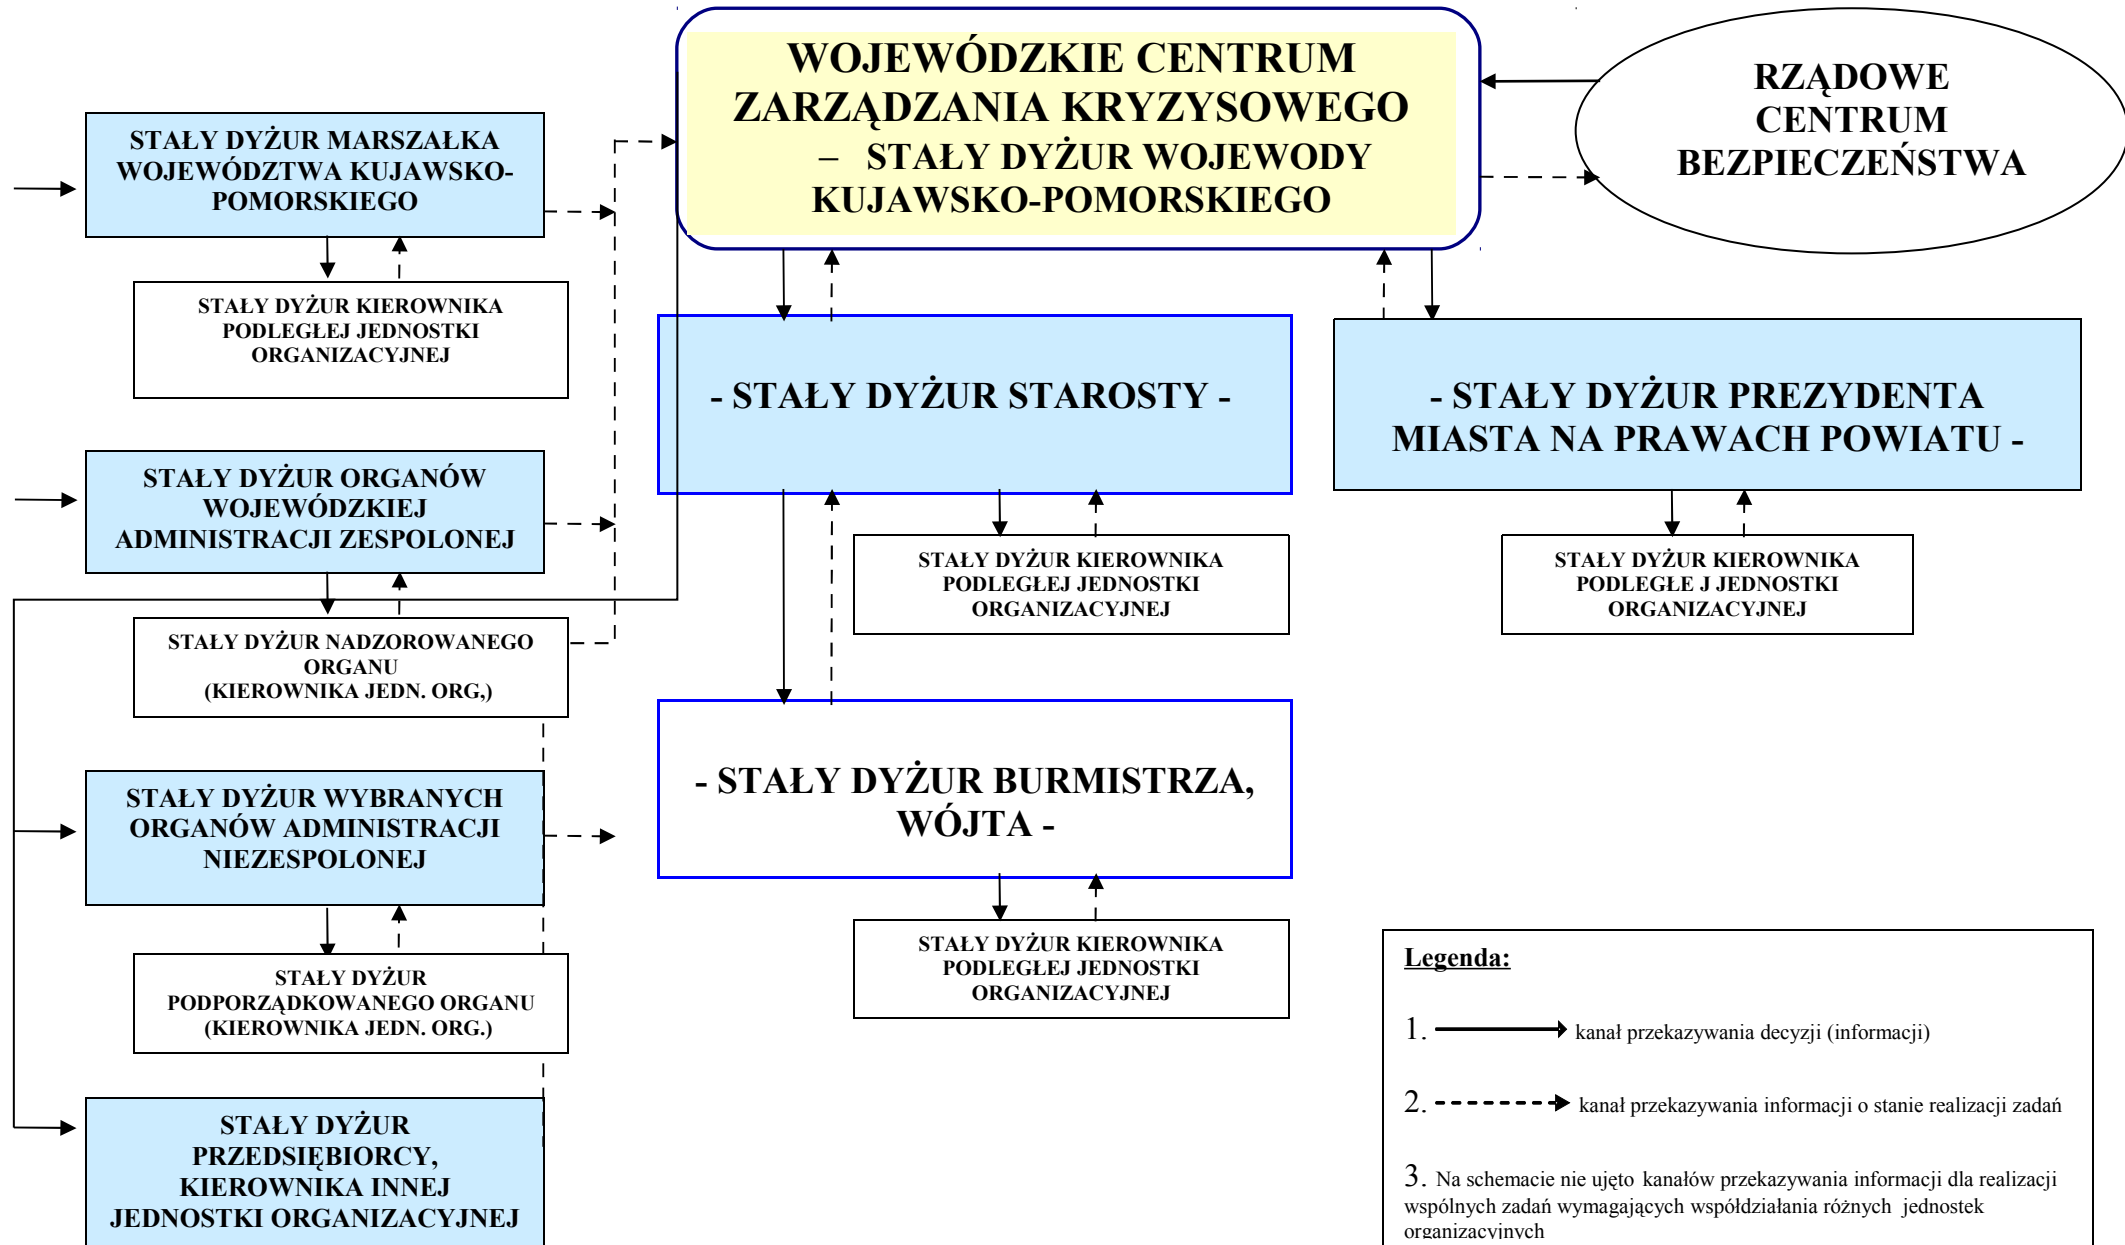 WOJEWÓDZKIE CENTRUM
ZARZĄDZANIA KRYZYSOWEGO
– STAŁY DYŻUR WOJEWODY
KUJAWSKO-POMORSKIEGO
RZĄDOWE
CENTRUM
BEZPIECZEŃSTWA
STAŁY DYŻUR MARSZAŁKA
WOJEWÓDZTWA KUJAWSKO-
POMORSKIEGO
STAŁY DYŻUR KIEROWNIKA
PODLEGŁEJ JEDNOSTKI
ORGANIZACYJNEJ
- STAŁY DYŻUR STAROSTY -
- STAŁY DYŻUR PREZYDENTA
MIASTA NA PRAWACH POWIATU -
STAŁY DYŻUR ORGANÓW
WOJEWÓDZKIEJ
ADMINISTRACJI ZESPOLONEJ
STAŁY DYŻUR KIEROWNIKA
PODLEGŁEJ JEDNOSTKI
ORGANIZACYJNEJ
STAŁY DYŻUR KIEROWNIKA
PODLEGŁE J JEDNOSTKI
ORGANIZACYJNEJ
STAŁY DYŻUR NADZOROWANEGO
ORGANU
(KIEROWNIKA JEDN. ORG,)
- STAŁY DYŻUR BURMISTRZA,
WÓJTA -
STAŁY DYŻUR WYBRANYCH
ORGANÓW ADMINISTRACJI
NIEZESPOLONEJ
STAŁY DYŻUR KIEROWNIKA
PODLEGŁEJ JEDNOSTKI
ORGANIZACYJNEJ
STAŁY DYŻUR
PODPORZĄDKOWANEGO ORGANU
(KIEROWNIKA JEDN. ORG.)
STAŁY DYŻUR
PRZEDSIĘBIORCY,
KIEROWNIKA INNEJ
JEDNOSTKI ORGANIZACYJNEJ
Legenda:
1. kanał przekazywania decyzji (informacji)
2. kanał przekazywania informacji o stanie realizacji zadań
3. Na schemacie nie ujęto kanałów przekazywania informacji dla realizacji
wspólnych zadań wymagających współdziałania różnych jednostek
organizacyjnych